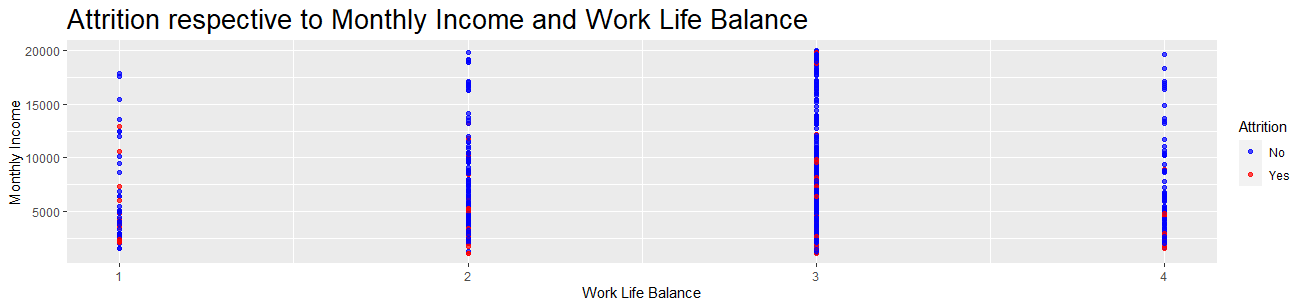 Attrition respective to Monthly Income and Work Life Balance
Monthly Income
20000
15000
10000
5000
1 2 3 4
Work Life Balance
Attrition
No
Yes